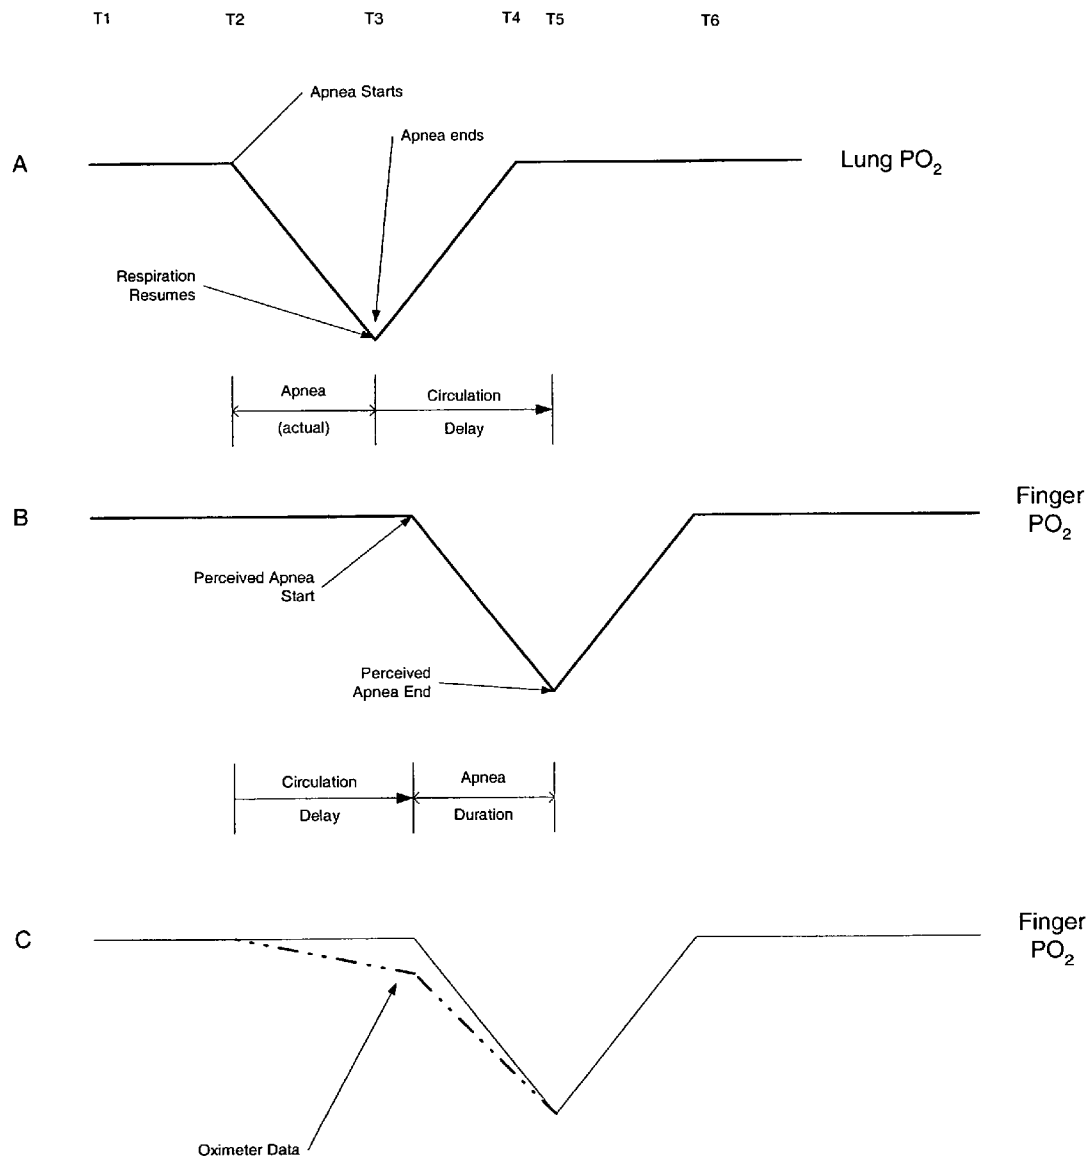 T1 T2 T3 T4 T5 T6
Apnea Starts
Apnea ends
A
Lung PO2
Respiration
Resumes
Apnea
(actual)
Circulation
Delay
B
Finger
PO2
Perceived Apnea
Start
Perceived
Apnea End
Circulation
Delay
Apnea
Duration
C
Finger
PO2
Oximeter Data